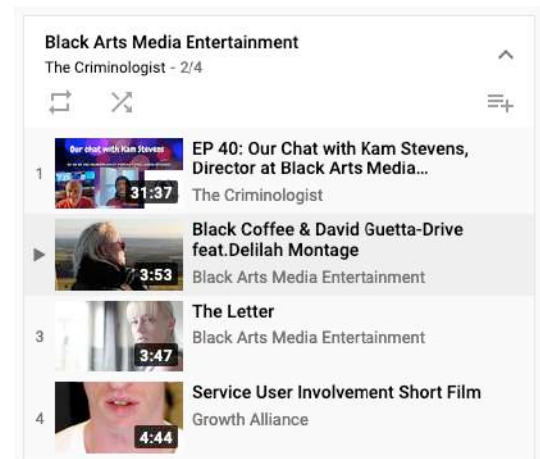 Black Arts Media Entertainment
The Criminologist - 2/4
1
Our chat with Kam Stevens
31:37
EP 40: Our Chat with Kam Stevens,
Director at Black Arts Media...
The Criminologist
3:53
Black Coffee & David Guetta-Drive
feat.Delilah Montage
Black Arts Media Entertainment
3
3:47
The Letter
Black Arts Media Entertainment
4
4:44
Service User Involvement Short Film
Growth Alliance